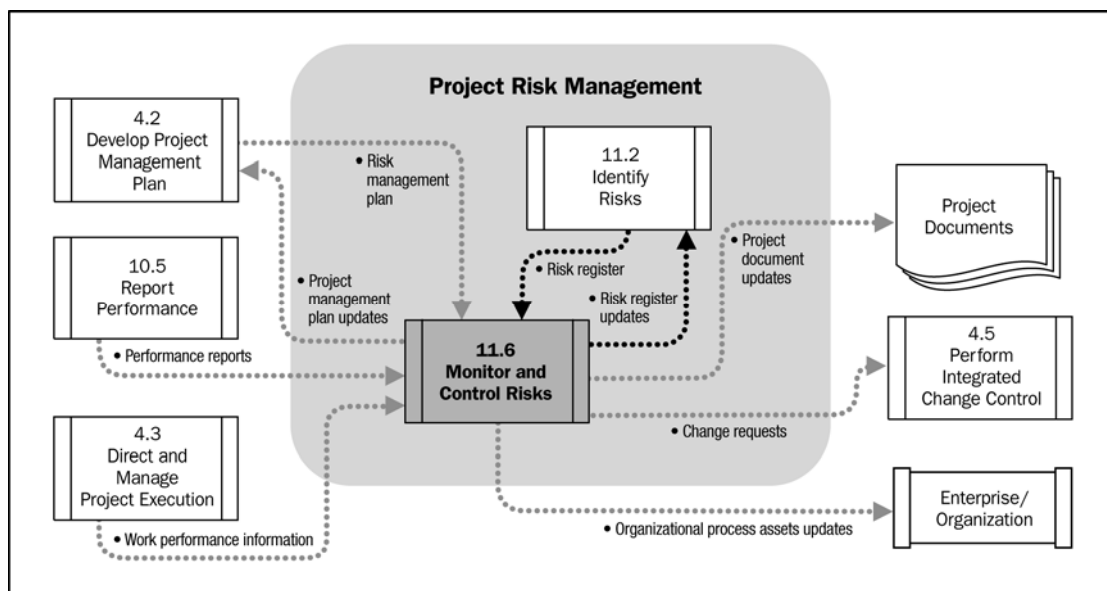 Project Risk Management
4.2
Develop Project
Management
Plan
• Risk
management
plan
11.2
Identify
Risks
Project
Documents
10.5
Report
Performance
• Project
management
plan updates
• Risk register
• Risk register
updates
• Project
document
updates
• Performance reports
11.6
Monitor and
Control Risks
4.5
Perform
Integrated
Change Control
4.3
Direct and
Manage
Project Execution
• Change requests
• Work performance information
• Organizational process assets updates
Enterprise/
Organization